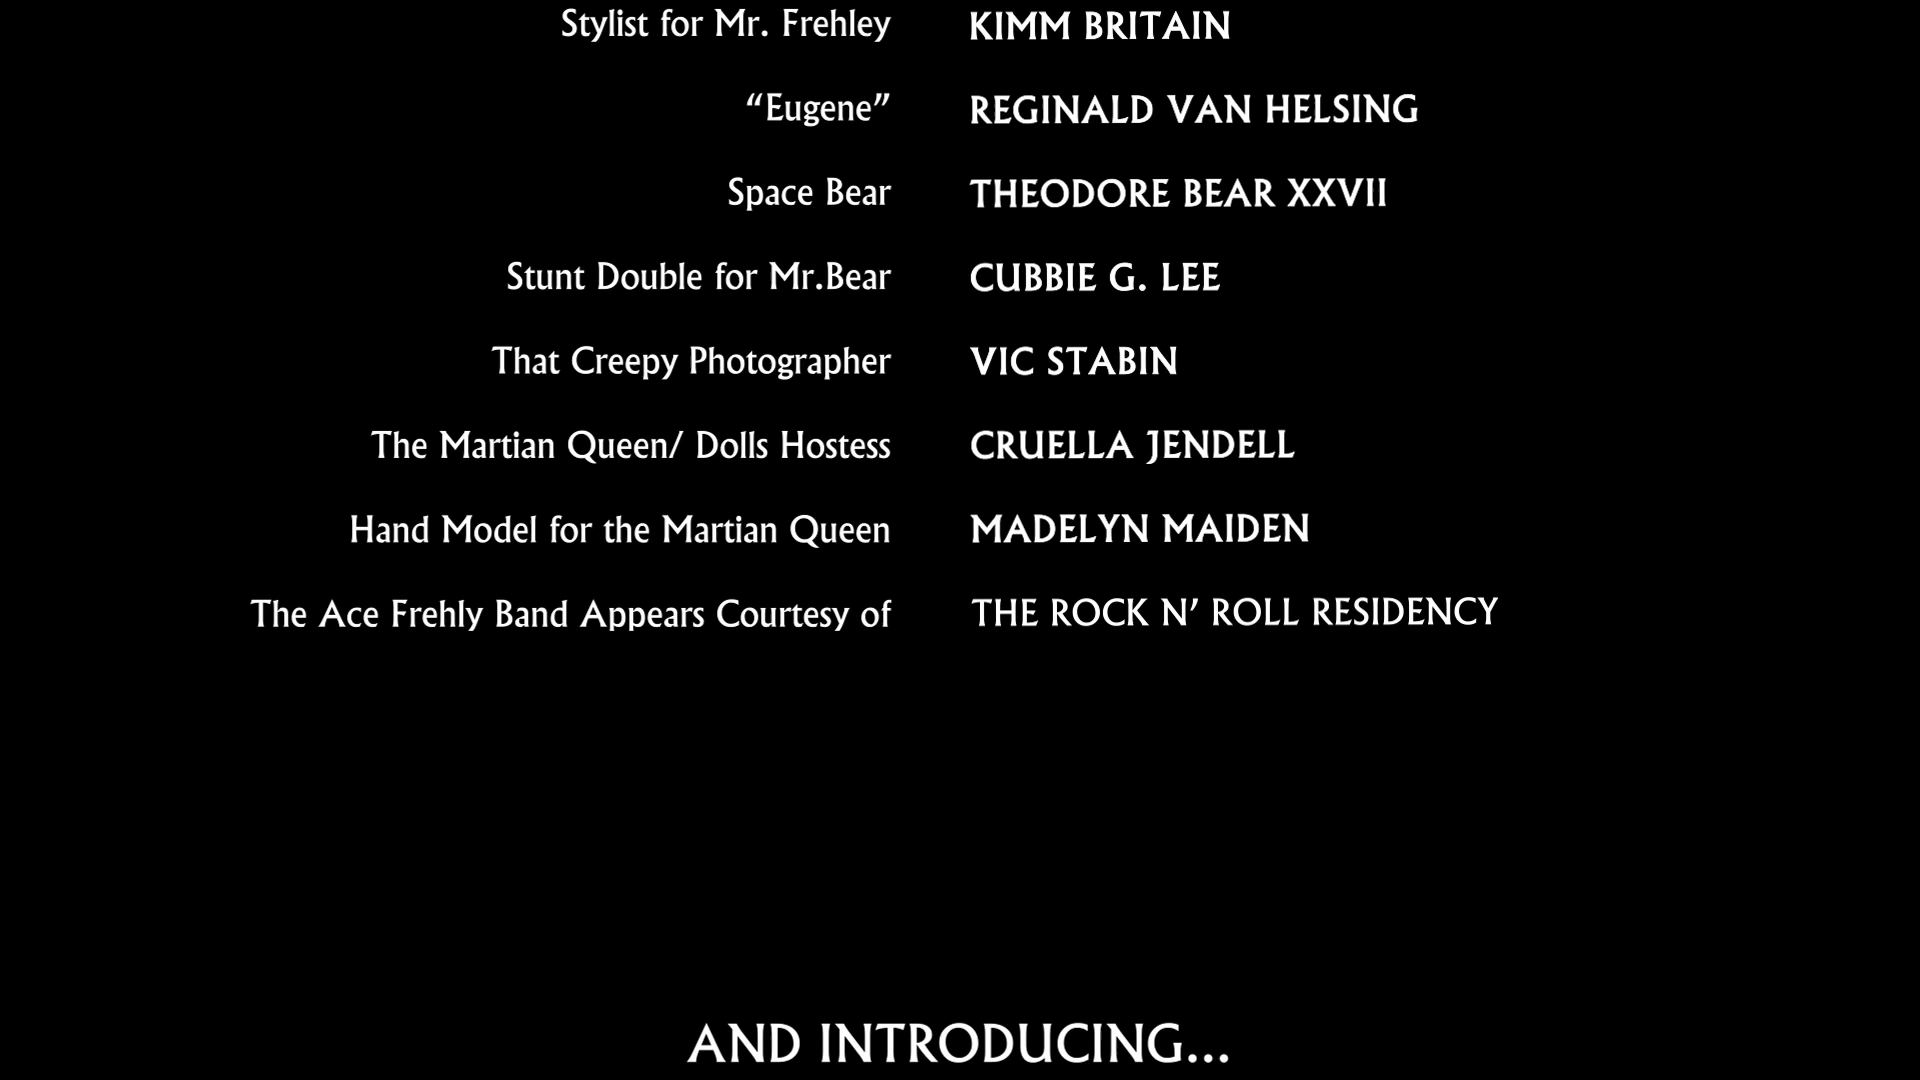 Stylist for Mr. Frehley KIMM BRITAIN
“Eugene” REGINALD VAN HELSING
Space Bear THEODORE BEAR XXVII
Stunt Double for Mr.Bear CUBBIE G. LEE
That Creepy Photographer VIC STABIN
The Martian Queen/ Dolls Hostess CRUELLA JENDELL
Hand Model for the Martian Queen MADELYN MAIDEN
The Ace Frehly Band Appears Courtesy of THE ROCK N’ ROLL RESIDENCY
AND INTRODUCING...